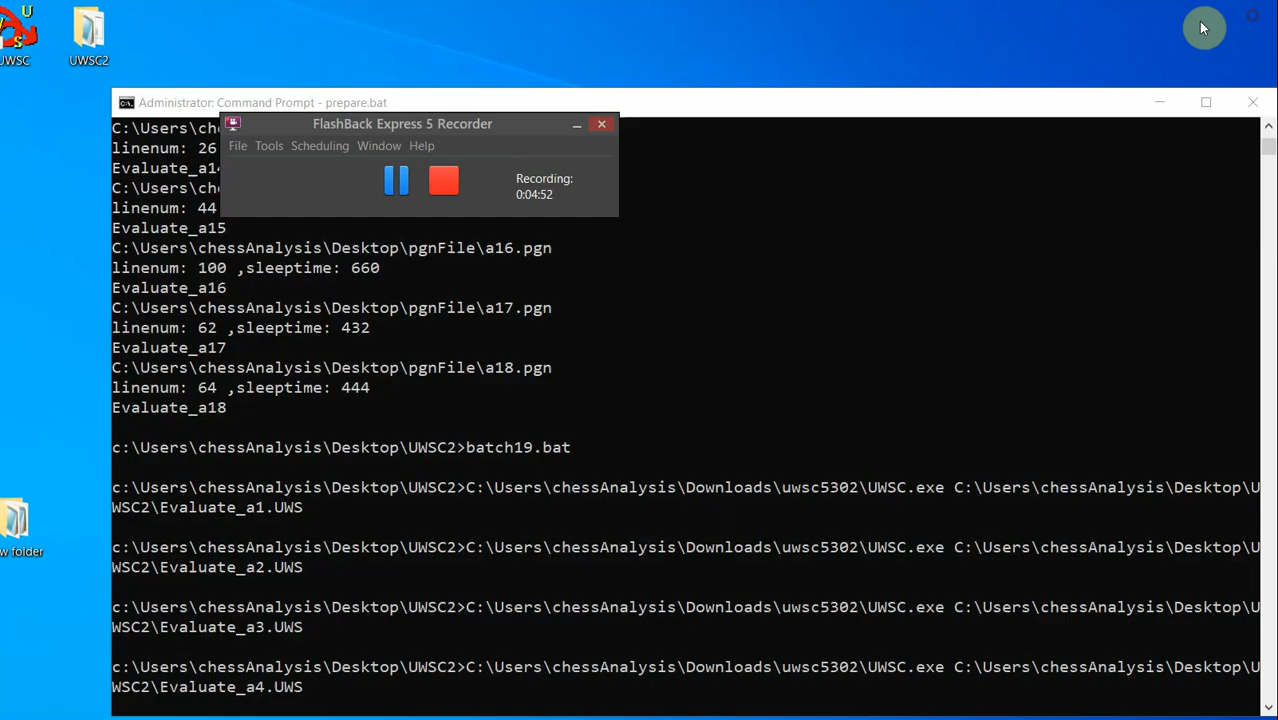 U
S
UWSC
UWSC2
Administrator: Command Prompt - prepare.bat
FlashBack Express 5 Recorder
File Tools Scheduling Window Help
Recording:
0:04:52
C:\Users\ch
linenum: 26
Evaluate_a14
C:\Users\ch
linenum: 44
Evaluate_a15
C:\Users\chessAnalysis\Desktop\pgnFile\a16.pgn
linenum: 100 ,sleeptime: 660
Evaluate_a16
C:\Users\chessAnalysis\Desktop\pgnFile\a17.pgn
linenum: 62 ,sleeptime: 432
Evaluate_a17
C:\Users\chessAnalysis\Desktop\pgnFile\a18.pgn
linenum: 64 ,sleeptime: 444
Evaluate_a18
c:\Users\chessAnalysis\Desktop\UWSC2>batch19.bat
c:\Users\chessAnalysis\Desktop\UWSC2>C:\Users\chessAnalysis\Downloads\uwsc5302\UWSC.exe C:\Users\chessAnalysis\Desktop\U
WSC2\Evaluate_a1.UWS
c:\Users\chessAnalysis\Desktop\UWSC2>C:\Users\chessAnalysis\Downloads\uwsc5302\UWSC.exe C:\Users\chessAnalysis\Desktop\U
WSC2\Evaluate_a2.UWS
c:\Users\chessAnalysis\Desktop\UWSC2>C:\Users\chessAnalysis\Downloads\uwsc5302\UWSC.exe C:\Users\chessAnalysis\Desktop\U
WSC2\Evaluate_a3.UWS
c:\Users\chessAnalysis\Desktop\UWSC2>C:\Users\chessAnalysis\Downloads\uwsc5302\UWSC.exe C:\Users\chessAnalysis\Desktop\U
WSC2\Evaluate_a4.UWS
w folder